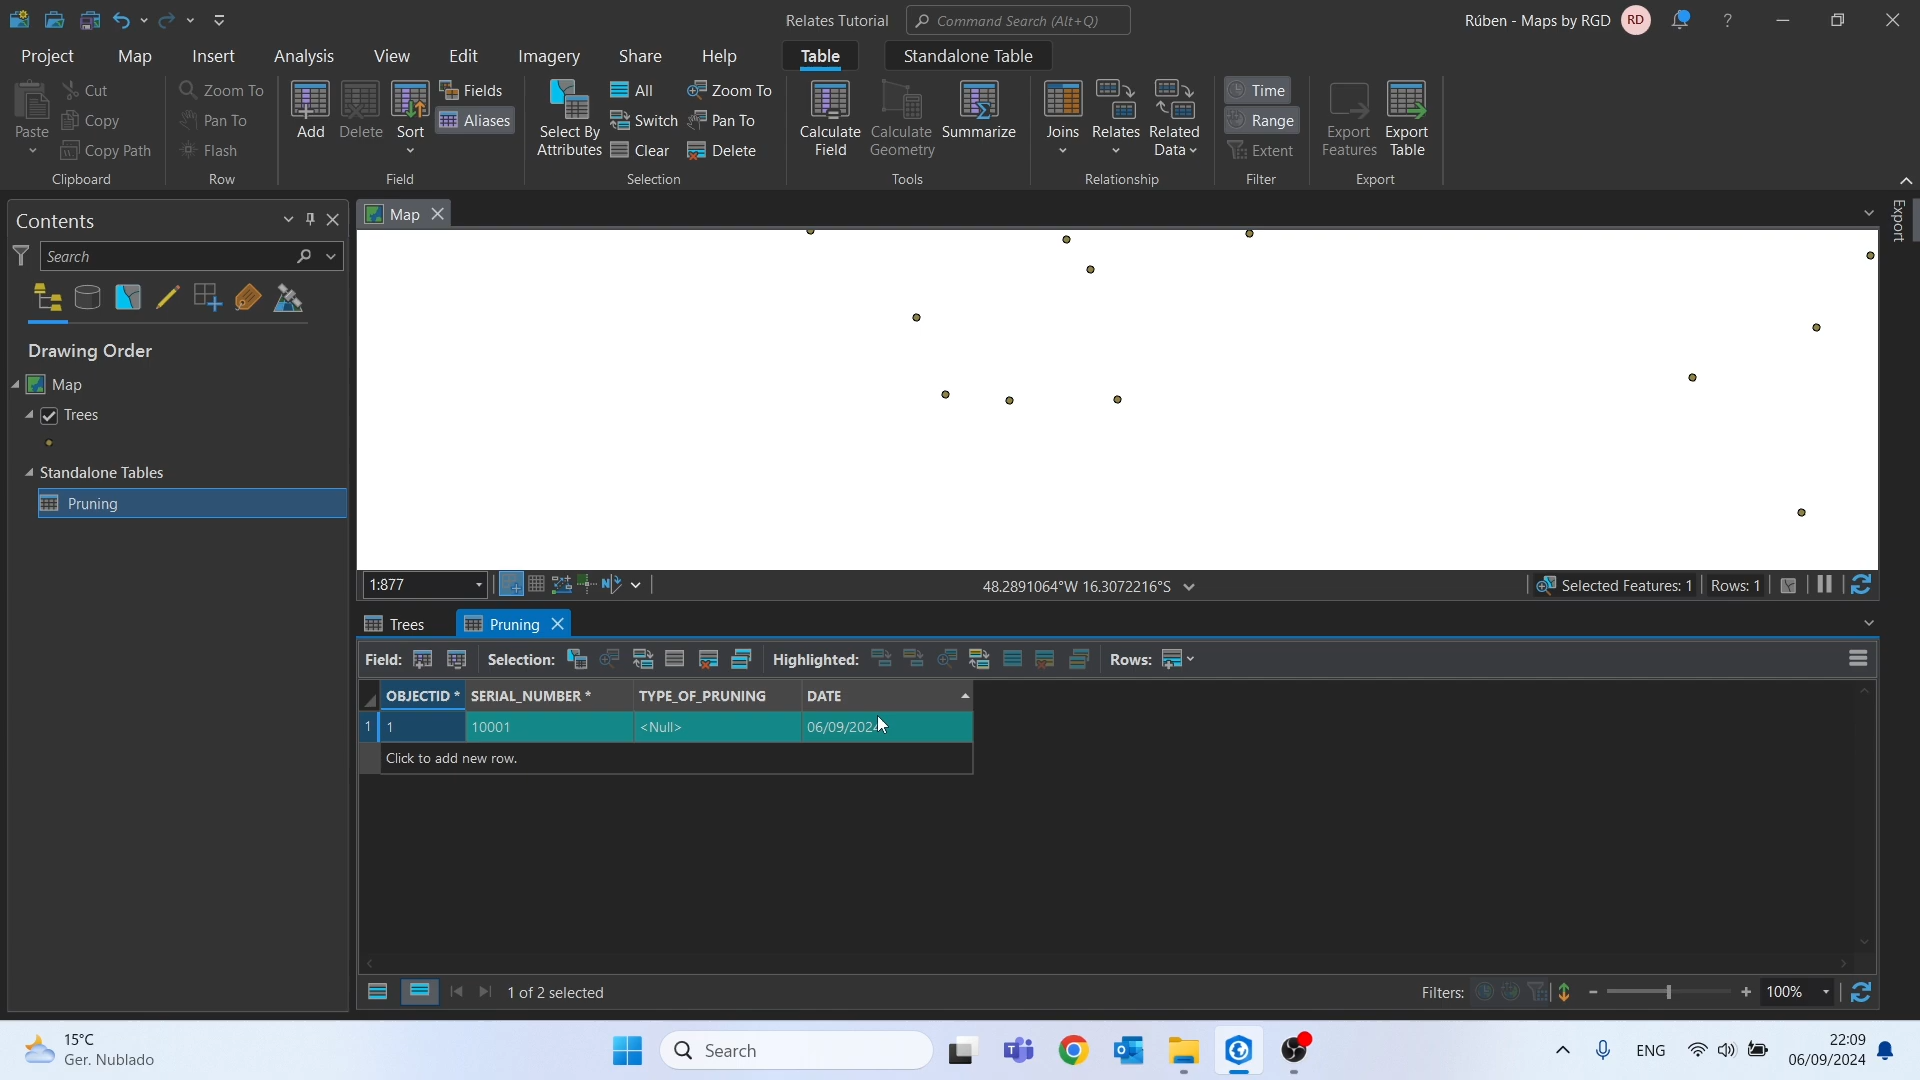 Relates Tutorial
Command Search (Alt+Q)
Rúben - Maps by RGD
RD
?
Project
Map
Insert
Analysis
View
Edit
Imagery
Share
Help
Table
Standalone Table
Paste
Cut
Copy
Copy Path
Clipboard
Zoom To
Pan To
Flash
Row
Add
Delete
Sort
Fields
Aliases
Field
Select By
Attributes
All
Switch
Clear
Zoom To
Pan To
Delete
Selection
Calculate
Field
Calculate
Geometry
Summarize
Tools
Joins
Relates
Related
Data
Relationship
Time
Range
Extent
Filter
Export
Features
Export
Table
Export
Contents
Search
Drawing Order
Map
Trees
Standalone Tables
Pruning
Map
Export
1:877
48.2891064°W 16.3072216°S
Selected Features: 1
Rows: 1
Trees
Pruning
Field:
Selection:
Highlighted:
Rows:
OBJECTID * SERIAL_NUMBER * TYPE_OF_PRUNING DATE
1 1 10001 <Null> 06/09/2024
Click to add new row.
1 of 2 selected
Filters:
100%
15°C
Ger. Nublado
Search
ENG
22:09
06/09/2024